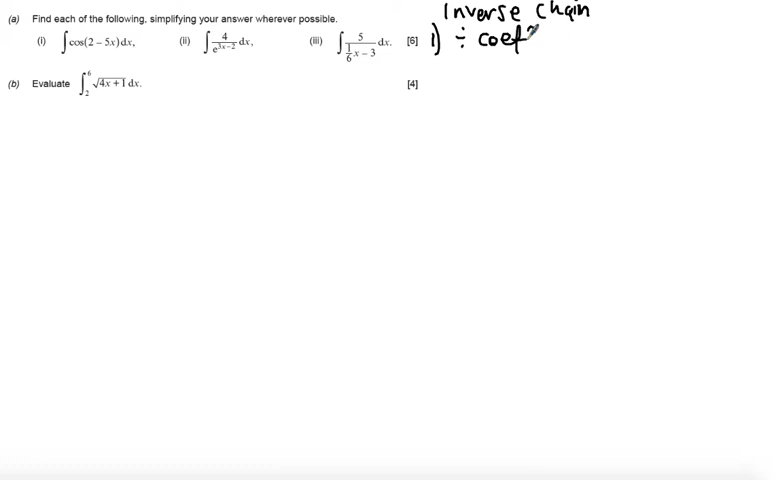 (a) Find each of the following, simplifying your answer wherever possible.
(i) ∫cos(2 – 5x)dx, (ii) ∫ 4/e^(3x–2) dx, (iii) ∫ 5/(1/6 x – 3) dx. [6]
(b) Evaluate ∫₂⁶ √(4x + 1) dx. [4]
Inverse Chain
1) ÷ coef